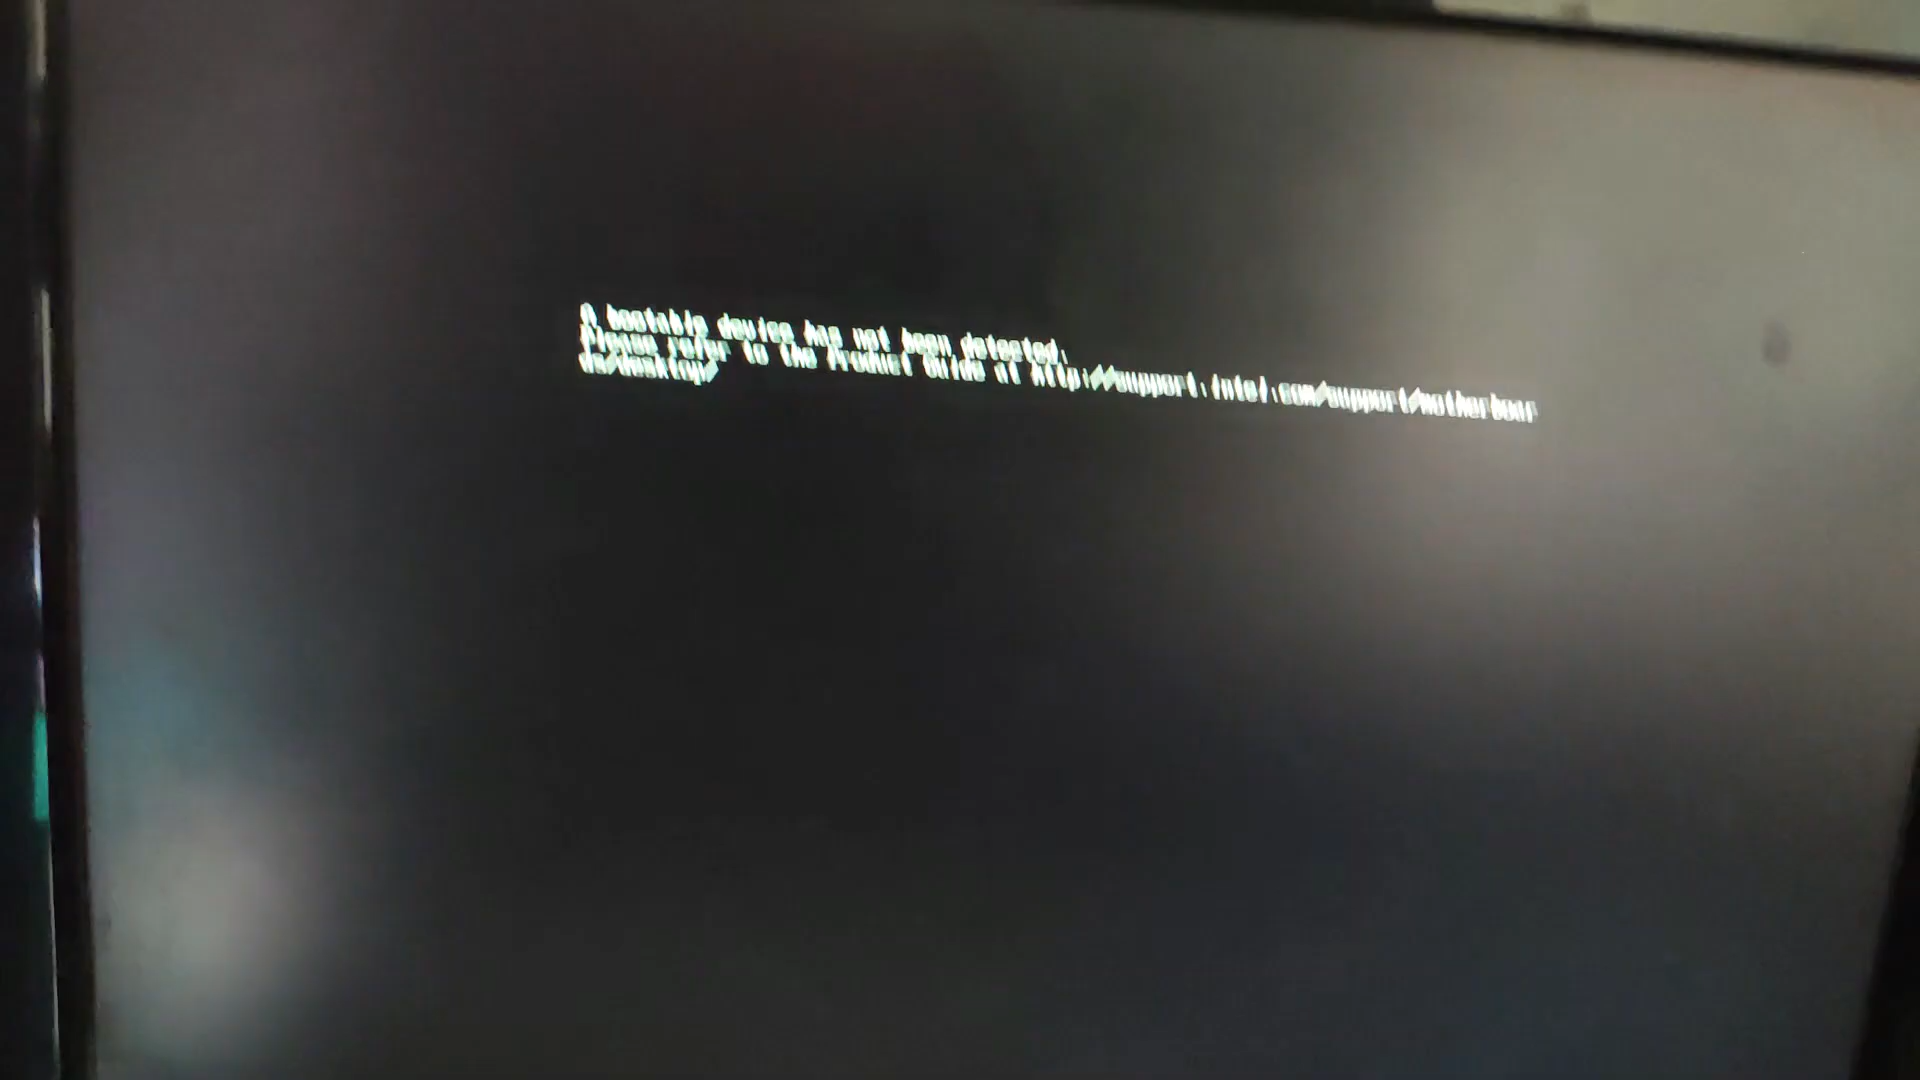 A bootable device has not been detected.
Please refer to the Product Guide at http://support.intel.com/support/motherboar
ds/desktop/